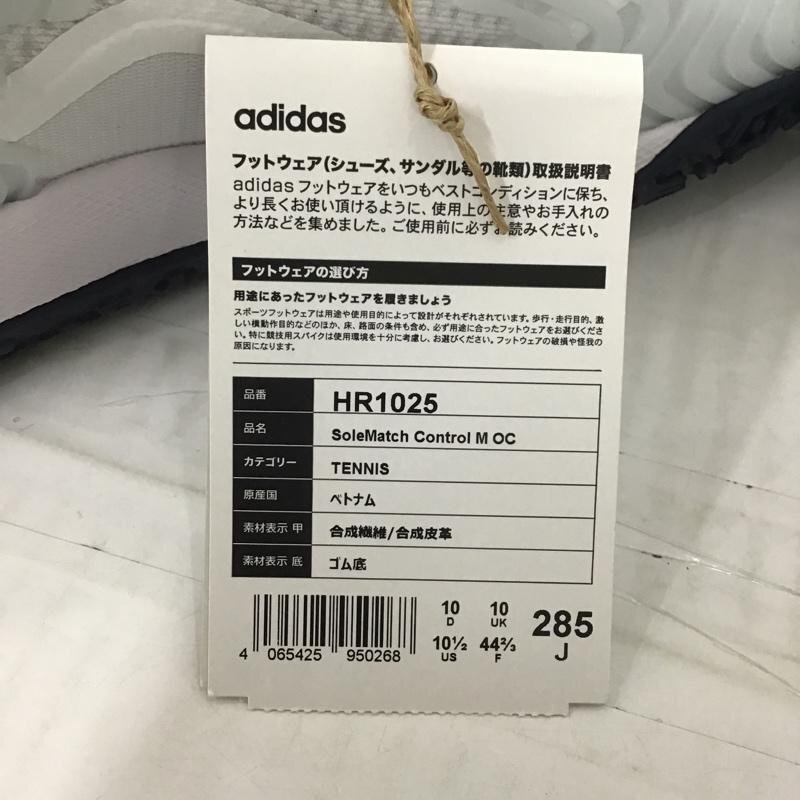 adidas
フットウェア(シューズ、サンダル等の靴類)取扱説明書
adidas フットウェアをいつもベストコンディションに保ち、
より長くお使い頂けるように、使用上の注意やお手入れの
方法などを集めました。ご使用前に必ずお読みください。
フットウェアの選び方
用途にあったフットウェアを履きましょう
スポーツフットウェアは用途や使用目的によって設計がそれぞれされています。歩行・走行目的、激
しい横動作目的などのほか、床、路面の条件も含め、必ず用途に合ったフットウェアをお選びくださ
い。特に競技用スパイクは使用環境を十分に考慮し、お選びください。フットウェアの破損や怪我の
原因になります。
品番 HR1025
品名 SoleMatch Control M OC
カテゴリー TENNIS
原産国 ベトナム
素材表示 甲 合成繊維/合成皮革
素材表示 底 ゴム底
4 065425 950268
10 D 10 UK
10½ US 44⅔ F
285 J